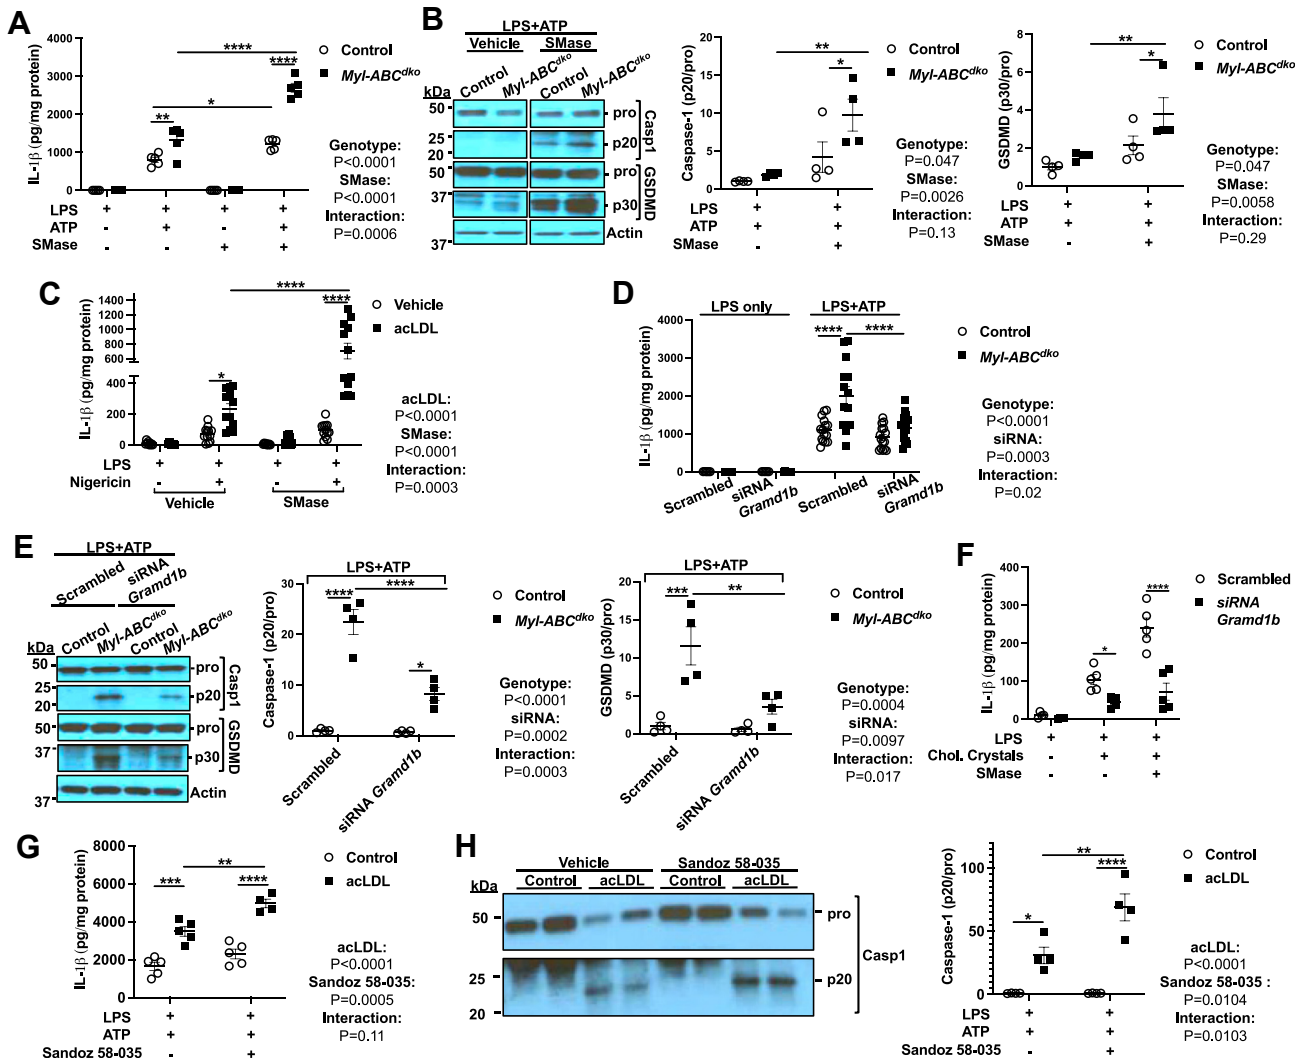 A
IL-1β (pg/mg protein)
4000
3000
2000
1000
0
****
****
*
**
Control
Myl-ABCdko
Genotype:
P<0.0001
SMase:
P<0.0001
Interaction:
P=0.0006
LPS + + + +
ATP - + - +
SMase - - + +
B
LPS+ATP
Vehicle SMase
Control Myl-ABCdko Control Myl-ABCdko
kDa
50
25
20
50
37
37
pro
p20
Casp1
pro
p30
GSDMD
Actin
Caspase-1 (p20/pro)
20
15
10
5
0
**
*
Control
Myl-ABCdko
Genotype:
P=0.047
SMase:
P=0.0026
Interaction:
P=0.13
LPS + +
ATP + +
SMase - +
GSDMD (p30/pro)
8
6
4
2
0
**
*
Control
Myl-ABCdko
Genotype:
P=0.047
SMase:
P=0.0058
Interaction:
P=0.29
LPS + +
ATP + +
SMase - +
C
IL-1β (pg/mg protein)
1400
1200
1000
800
600
400
200
0
****
****
*
Vehicle
acLDL
acLDL:
P<0.0001
SMase:
P<0.0001
Interaction:
P=0.0003
LPS + + + +
Nigericin - + - +
Vehicle SMase
D
LPS only LPS+ATP
IL-1β (pg/mg protein)
4000
3000
2000
1000
0
**** ****
Control
Myl-ABCdko
Genotype:
P<0.0001
siRNA:
P=0.0003
Interaction:
P=0.02
Scrambled
siRNA
Gramd1b
Scrambled
siRNA
Gramd1b
E
LPS+ATP
Scrambled
siRNA
Gramd1b
Control Myl-ABCdko Control Myl-ABCdko
kDa
50
25
20
50
37
37
pro
p20
Casp1
pro
p30
GSDMD
Actin
LPS+ATP
Caspase-1 (p20/pro)
30
20
10
0
**** ****
*
Control
Myl-ABCdko
Genotype:
P<0.0001
siRNA:
P=0.0002
Interaction:
P=0.0003
Scrambled
siRNA Gramd1b
LPS+ATP
GSDMD (p30/pro)
20
15
10
5
0
*** **
Control
Myl-ABCdko
Genotype:
P=0.0004
siRNA:
P=0.0097
Interaction:
P=0.017
Scrambled
siRNA Gramd1b
F
IL-1β (pg/mg protein)
400
300
200
100
0
****
*
Scrambled
siRNA
Gramd1b
LPS + + +
Chol. Crystals - + +
SMase - +
G
IL-1β (pg/mg protein)
8000
6000
4000
2000
0
**
*** ****
Control
acLDL
acLDL:
P<0.0001
Sandoz 58-035:
P=0.0005
Interaction:
P=0.11
LPS + +
ATP + +
Sandoz 58-035 - +
H
Vehicle Sandoz 58-035
Control acLDL Control acLDL
kDa
50
25
20
pro
p20
Casp1
Caspase-1 (p20/pro)
100
50
25
0
**
****
*
Control
acLDL
acLDL:
P<0.0001
Sandoz 58-035 :
P=0.0104
Interaction:
P=0.0103
LPS + +
ATP + +
Sandoz 58-035 - +